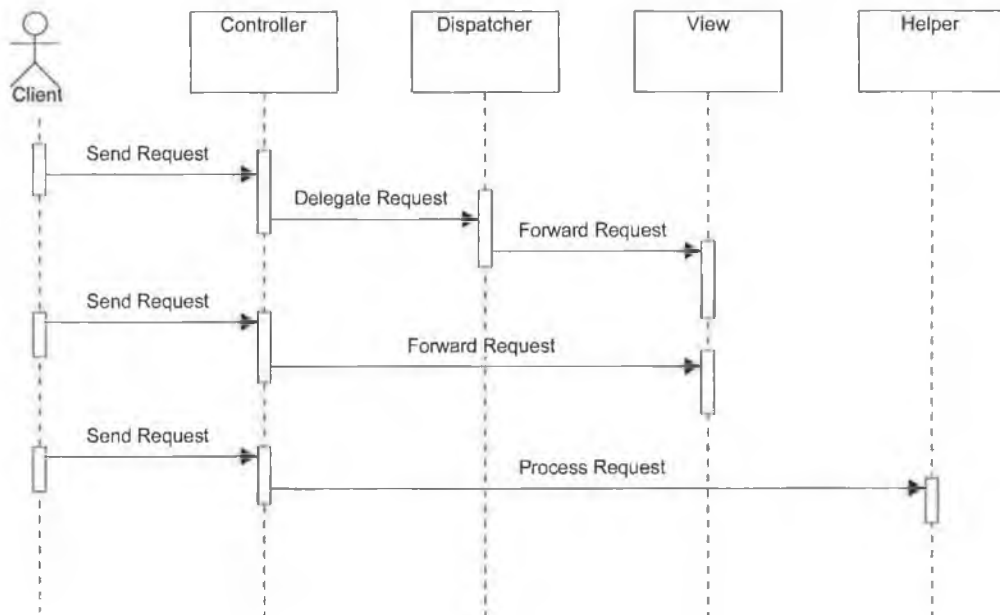 Controller
Dispatcher
View
Helper
Client
Send Request
Delegate Request
Forward Request
Send Request
Forward Request
Send Request
Process Request